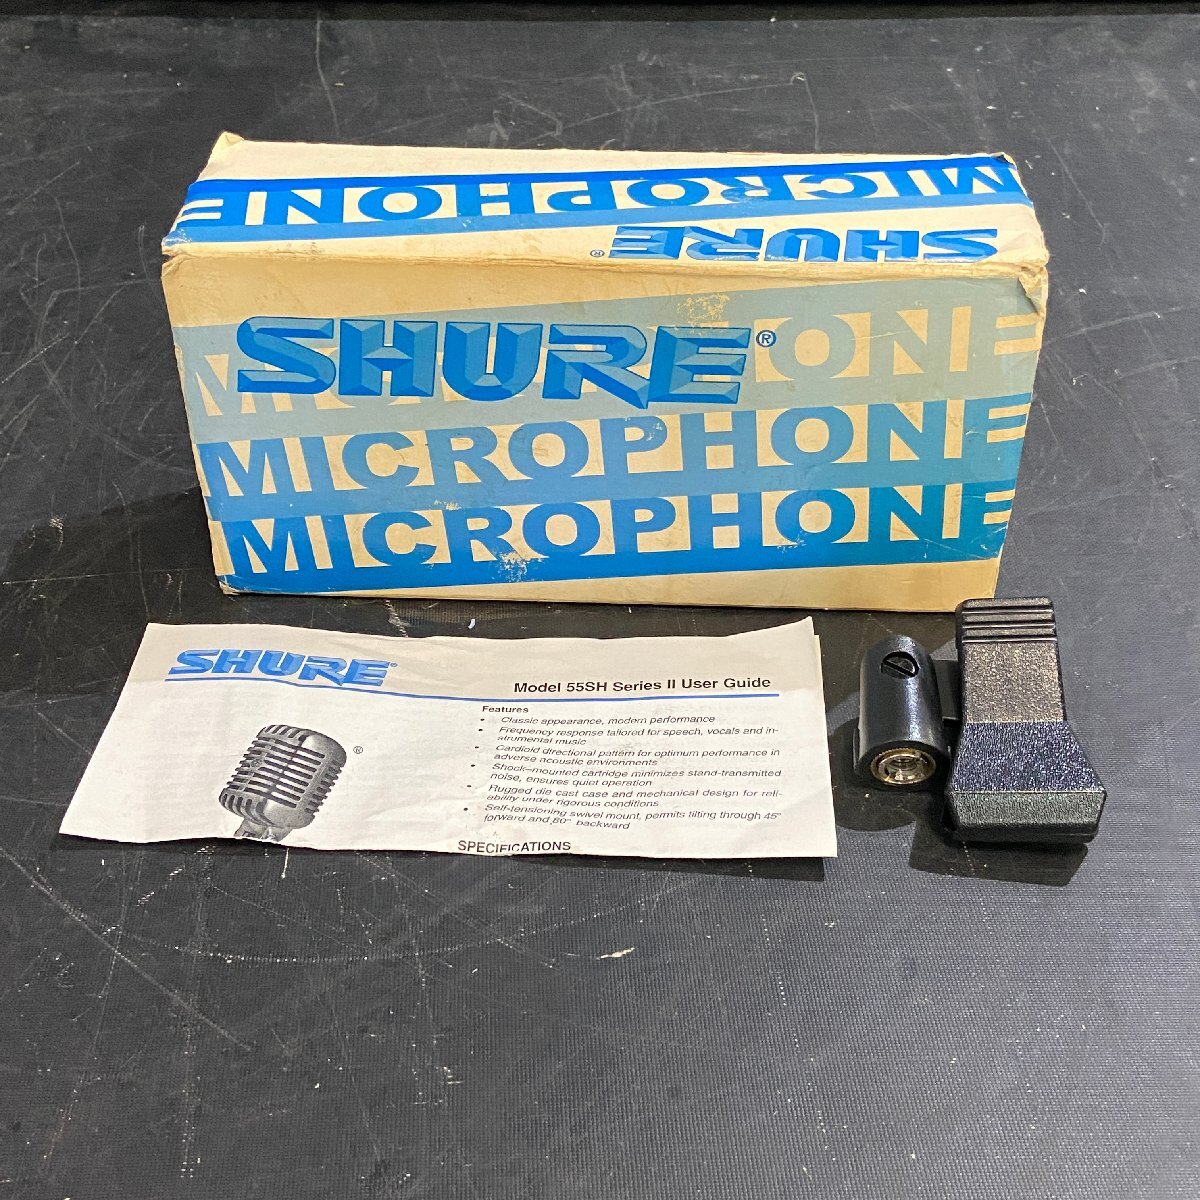 MICROPHONE
SHURE®
SHURE®
MICROPHONE
MICROPHONE
SHURE®
Model 55SH Series II User Guide
®
Features
• Classic appearance, modern performance
• Frequency response tailored for speech, vocals and in-
strumental music
• Cardioid directional pattern for optimum performance in
adverse acoustic environments
• Shock–mounted cartridge minimizes stand-transmitted
noise, ensures quiet operation
• Rugged die cast case and mechanical design for reli-
ability under rigorous conditions
• Self-tensioning swivel mount, permits tilting through 45°
forward and 80° backward
SPECIFICATIONS